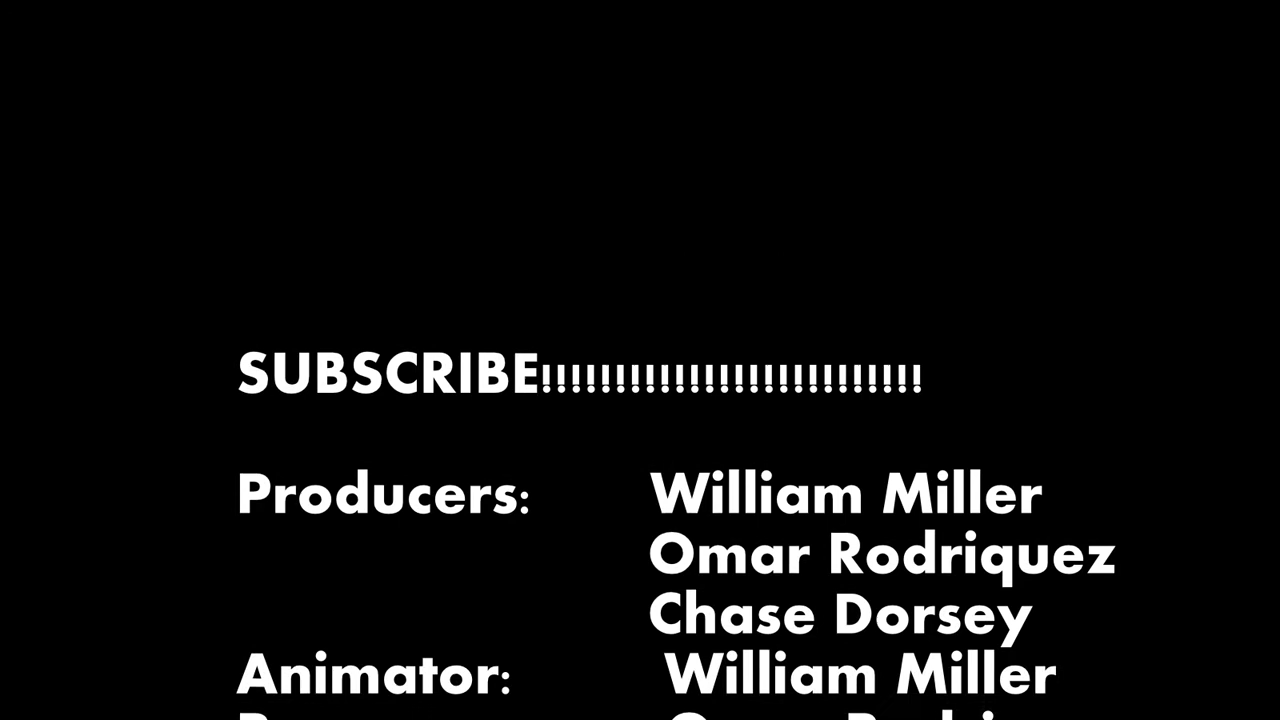 SUBSCRIBE!!!!!!!!!!!!!!!!!!!!!!!!!!
Producers: William Miller
Omar Rodriquez
Chase Dorsey
Animator: William Miller